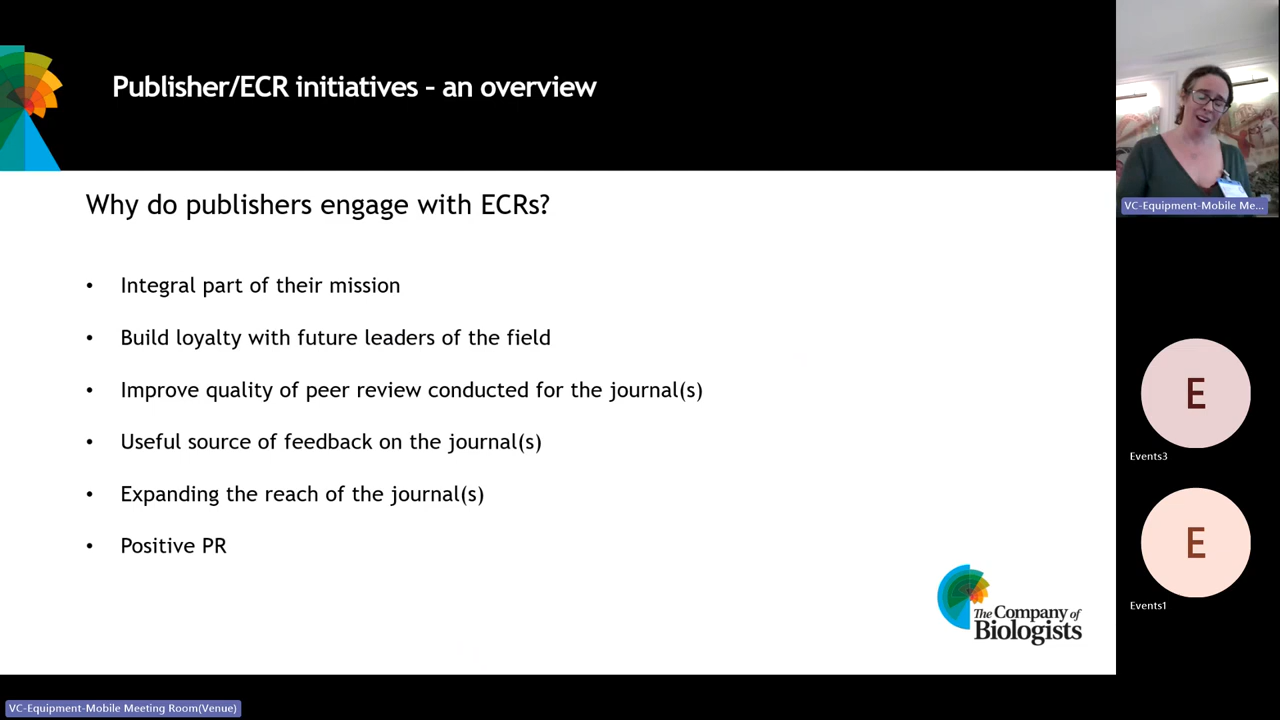 Publisher/ECR initiatives - an overview
Why do publishers engage with ECRs?
• Integral part of their mission
• Build loyalty with future leaders of the field
• Improve quality of peer review conducted for the journal(s)
• Useful source of feedback on the journal(s)
• Expanding the reach of the journal(s)
• Positive PR
The Company of
Biologists
VC-Equipment-Mobile Me...
E
Events3
E
Events1
VC-Equipment-Mobile Meeting Room(Venue)